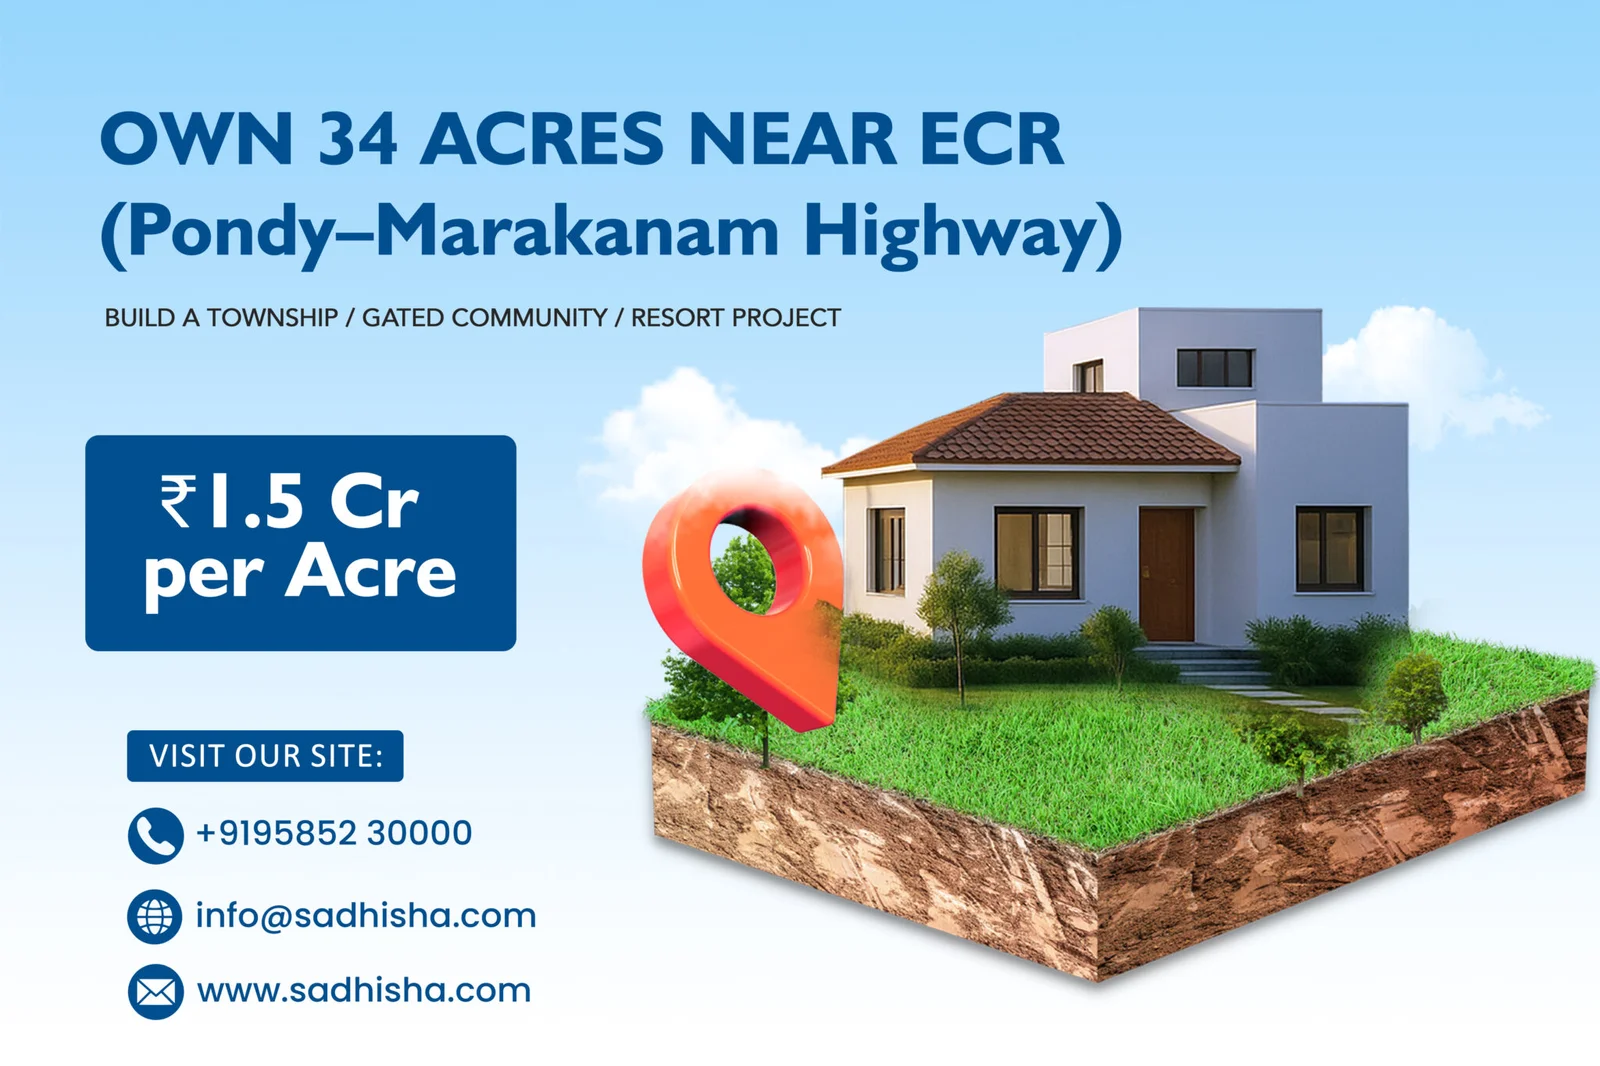 OWN 34 ACRES NEAR ECR
(Pondy–Marakanam Highway)
BUILD A TOWNSHIP / GATED COMMUNITY / RESORT PROJECT
₹1.5 Cr
per Acre
VISIT OUR SITE:
+9195852 30000
info@sadhisha.com
www.sadhisha.com